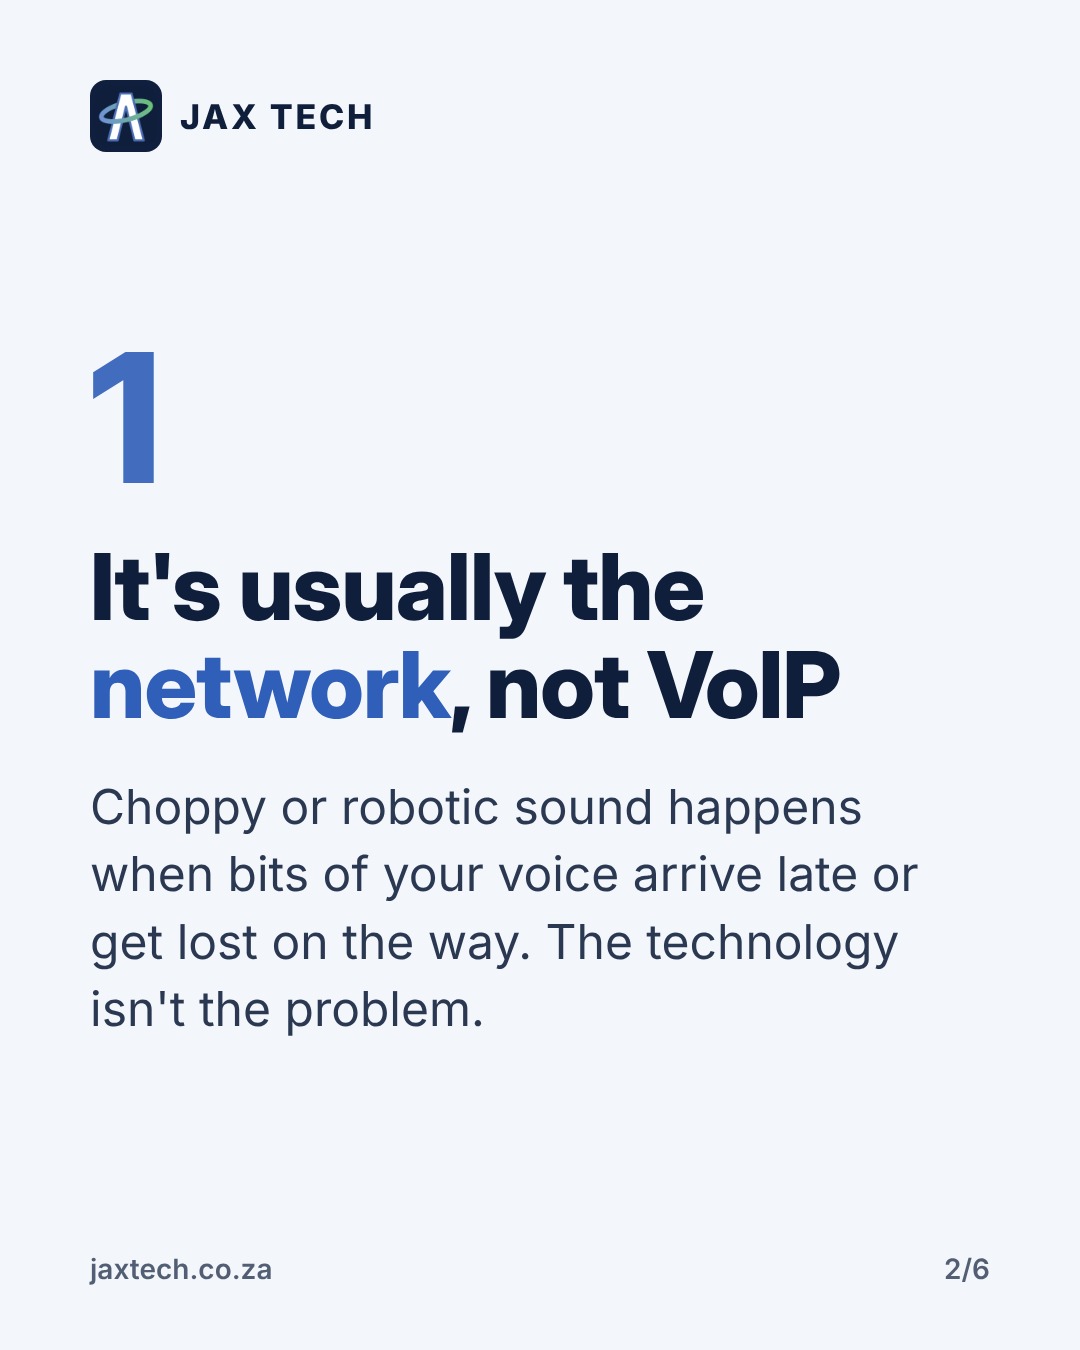 JAX TECH
1
It's usually the
network, not VoIP
Choppy or robotic sound happens
when bits of your voice arrive late or
get lost on the way. The technology
isn't the problem.
jaxtech.co.za
2/6